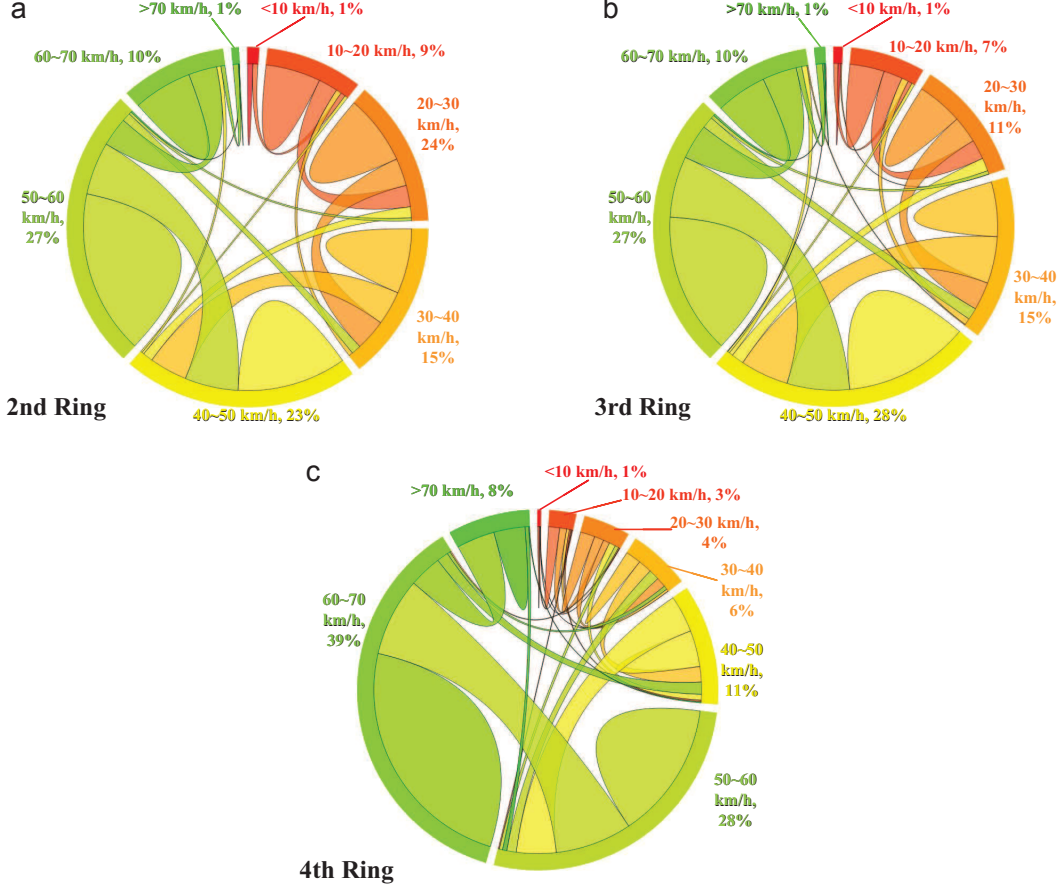 a
>70 km/h, 1%
<10 km/h, 1%
60~70 km/h, 10%
10~20 km/h, 9%
20~30
km/h,
24%
50~60
km/h,
27%
30~40
km/h,
15%
40~50 km/h, 23%
2nd Ring
b
>70 km/h, 1%
<10 km/h, 1%
60~70 km/h, 10%
10~20 km/h, 7%
20~30
km/h,
11%
50~60
km/h,
27%
30~40
km/h,
15%
40~50 km/h, 28%
3rd Ring
c
<10 km/h, 1%
>70 km/h, 8%
10~20 km/h, 3%
20~30 km/h,
4%
30~40
km/h,
6%
60~70
km/h,
39%
40~50
km/h,
11%
50~60
km/h,
28%
4th Ring